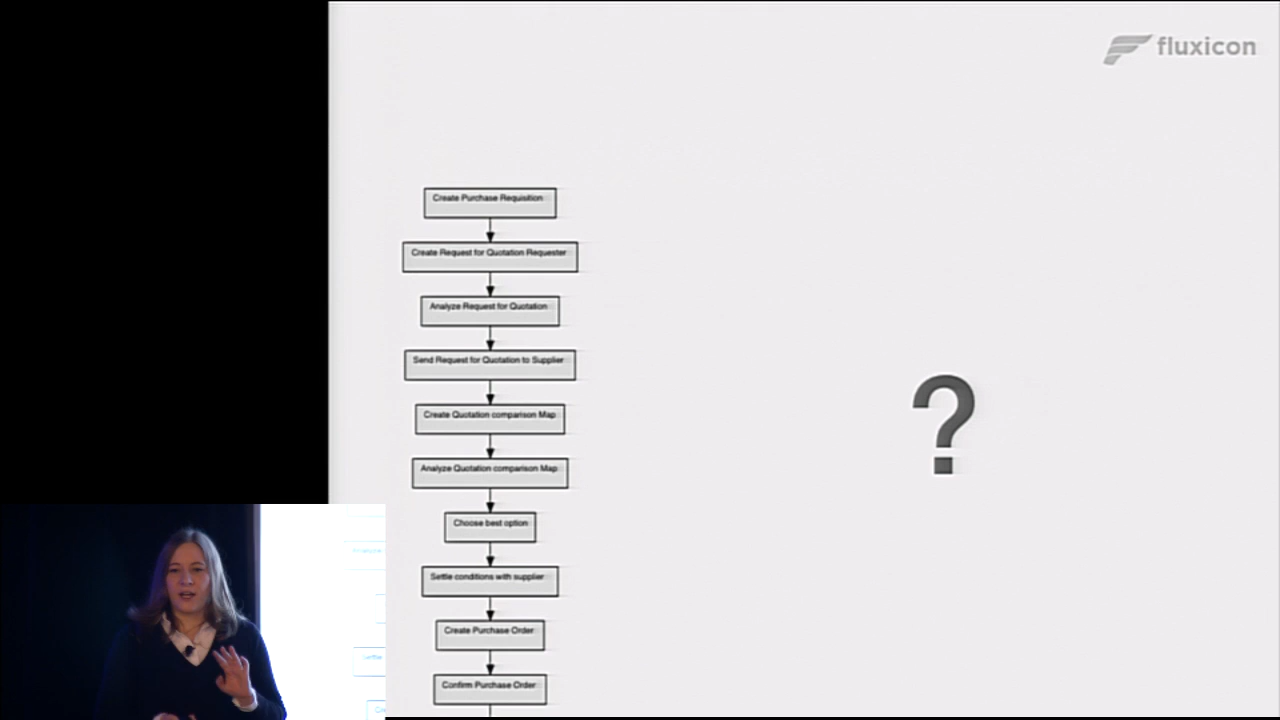 fluxicon
Create Purchase Requisition
Create Request for Quotation Requester
Analyze Request for Quotation
Send Request for Quotation to Supplier
Create Quotation comparison Map
Analyze Quotation comparison Map
Choose best option
Settle conditions with supplier
Create Purchase Order
Confirm Purchase Order
?
Settle